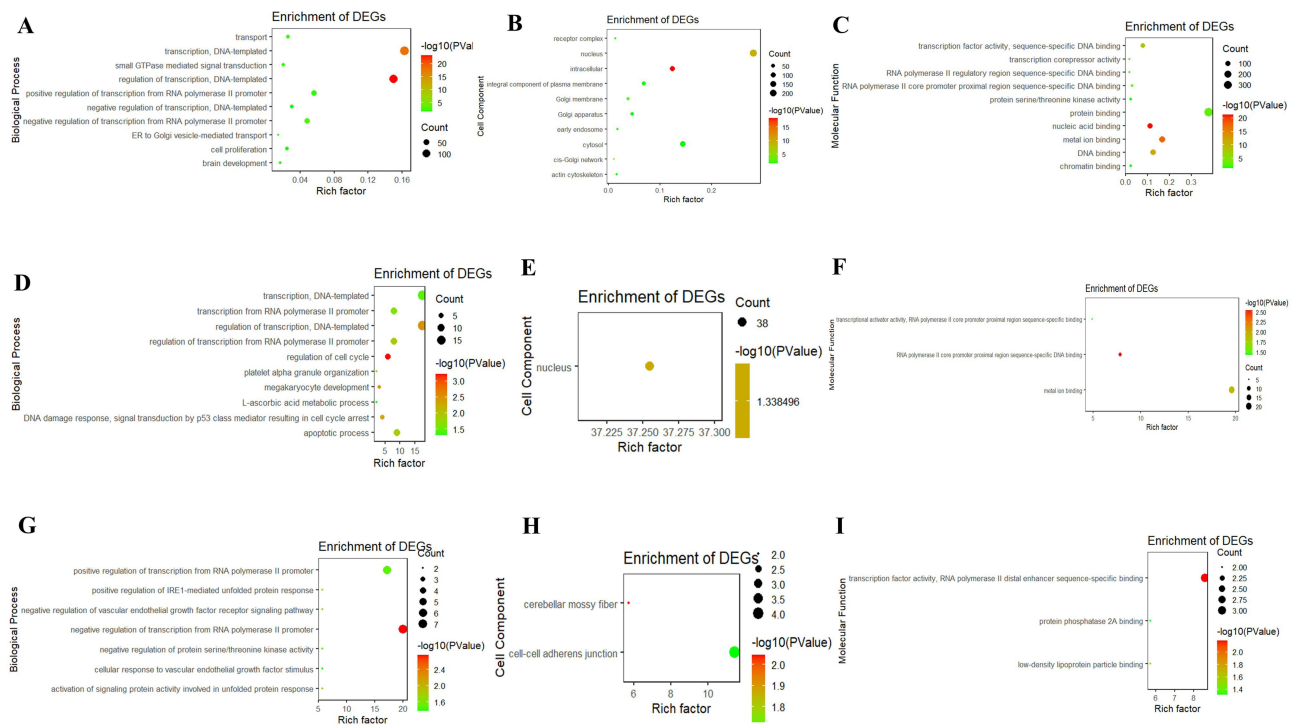 A
Enrichment of DEGs
Biological Process
transport
transcription, DNA-templated
small GTPase mediated signal transduction
regulation of transcription, DNA-templated
positive regulation of transcription from RNA polymerase II promoter
negative regulation of transcription, DNA-templated
negative regulation of transcription from RNA polymerase II promoter
ER to Golgi vesicle-mediated transport
cell proliferation
brain development
0.04 0.08 0.12 0.16
Rich factor
-log10(PVal
20
15
10
5
Count
50
100
B
Enrichment of DEGs
Cell Component
receptor complex
nucleus
intracellular
integral component of plasma membrane
Golgi membrane
Golgi apparatus
early endosome
cytosol
cis-Golgi network
actin cytoskeleton
0.0 0.1 0.2
Rich factor
Count
50
100
150
200
-log10(PValue)
15
10
5
C
Enrichment of DEGs
Molecular Function
transcription factor activity, sequence-specific DNA binding
transcription corepressor activity
RNA polymerase II regulatory region sequence-specific DNA binding
RNA polymerase II core promoter proximal region sequence-specific DNA binding
protein serine/threonine kinase activity
protein binding
nucleic acid binding
metal ion binding
DNA binding
chromatin binding
0.0 0.1 0.2 0.3
Rich factor
Count
100
200
300
-log10(PValue)
20
15
10
5
D
Enrichment of DEGs
Biological Process
transcription, DNA-templated
transcription from RNA polymerase II promoter
regulation of transcription, DNA-templated
regulation of transcription from RNA polymerase II promoter
regulation of cell cycle
platelet alpha granule organization
megakaryocyte development
L-ascorbic acid metabolic process
DNA damage response, signal transduction by p53 class mediator resulting in cell cycle arrest
apoptotic process
5 10 15
Rich factor
Count
5
10
15
-log10(PValue)
3.0
2.5
2.0
1.5
E
Enrichment of DEGs
Cell Component
nucleus
37.225 37.250 37.275 37.300
Rich factor
Count
38
-log10(PValue)
1.338496
F
Enrichment of DEGs
Molecular Function
transcriptional activator activity, RNA polymerase II core promoter proximal region sequence-specific binding
RNA polymerase II core promoter proximal region sequence-specific DNA binding
metal ion binding
5 10 15 20
Rich factor
-log10(PValue)
2.50
2.25
2.00
1.75
1.50
Count
5
10
15
20
G
Enrichment of DEGs
Biological Process
positive regulation of transcription from RNA polymerase II promoter
positive regulation of IRE1-mediated unfolded protein response
negative regulation of vascular endothelial growth factor receptor signaling pathway
negative regulation of transcription from RNA polymerase II promoter
negative regulation of protein serine/threonine kinase activity
cellular response to vascular endothelial growth factor stimulus
activation of signaling protein activity involved in unfolded protein response
5 10 15 20
Rich factor
Count
2
3
4
5
6
7
-log10(PValue)
2.4
2.0
1.6
H
Enrichment of DEGs
Cell Component
cerebellar mossy fiber
cell-cell adherens junction
6 8 10
Rich factor
2.0
2.5
3.0
3.5
4.0
-log10(PValue)
2.0
1.9
1.8
I
Enrichment of DEGs
Molecular Function
transcription factor activity, RNA polymerase II distal enhancer sequence-specific binding
protein phosphatase 2A binding
low-density lipoprotein particle binding
6 7 8
Rich factor
Count
2.00
2.25
2.50
2.75
3.00
-log10(PValue)
2.0
1.8
1.6
1.4